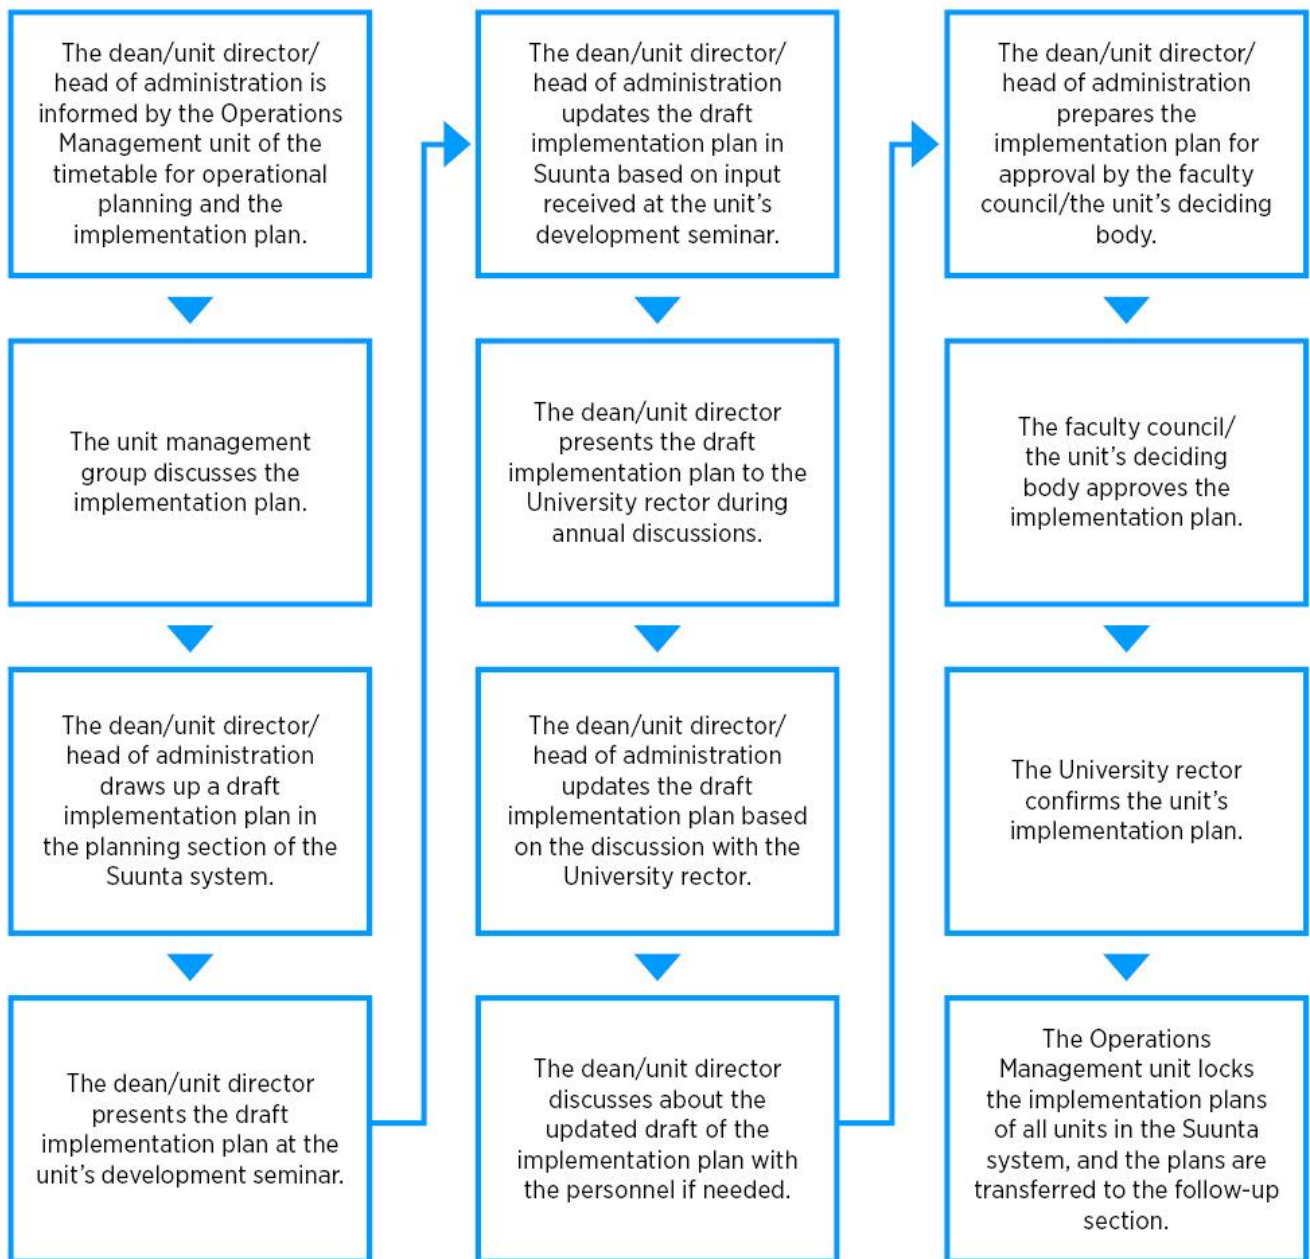 The dean/unit director/
head of administration is
informed by the Operations
Management unit of the
timetable for operational
planning and the
implementation plan.
The unit management
group discusses the
implementation plan.
The dean/unit director/
head of administration
draws up a draft
implementation plan in
the planning section of the
Suunta system.
The dean/unit director
presents the draft
implementation plan at the
unit’s development seminar.
The dean/unit director/
head of administration
updates the draft
implementation plan in
Suunta based on input
received at the unit’s
development seminar.
The dean/unit director
presents the draft
implementation plan to the
University rector during
annual discussions.
The dean/unit director/
head of administration
updates the draft
implementation plan based
on the discussion with the
University rector.
The dean/unit director
discusses about the
updated draft of the
implementation plan with
the personnel if needed.
The dean/unit director/
head of administration
prepares the
implementation plan for
approval by the faculty
council/the unit’s deciding
body.
The faculty council/
the unit’s deciding
body approves the
implementation plan.
The University rector
confirms the unit’s
implementation plan.
The Operations
Management unit locks
the implementation plans
of all units in the Suunta
system, and the plans are
transferred to the follow-up
section.